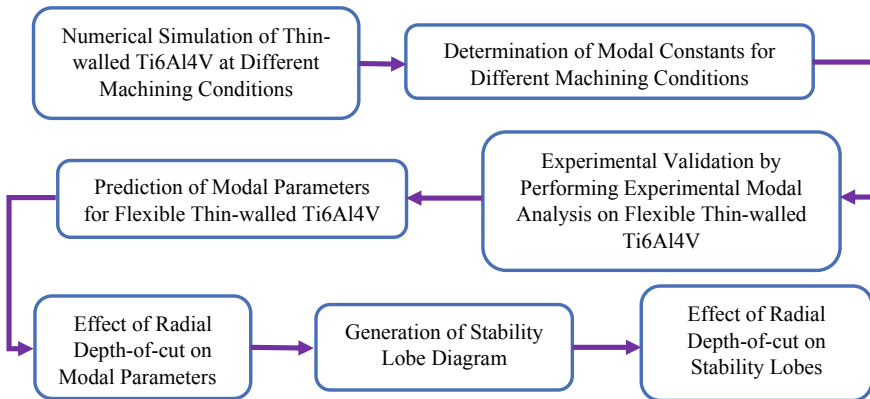 Numerical Simulation of Thin-
walled Ti6Al4V at Different
Machining Conditions
Determination of Modal Constants for
Different Machining Conditions
Experimental Validation by
Performing Experimental Modal
Analysis on Flexible Thin-walled
Ti6Al4V
Prediction of Modal Parameters
for Flexible Thin-walled Ti6Al4V
Effect of Radial
Depth-of-cut on
Modal Parameters
Generation of Stability
Lobe Diagram
Effect of Radial
Depth-of-cut on
Stability Lobes